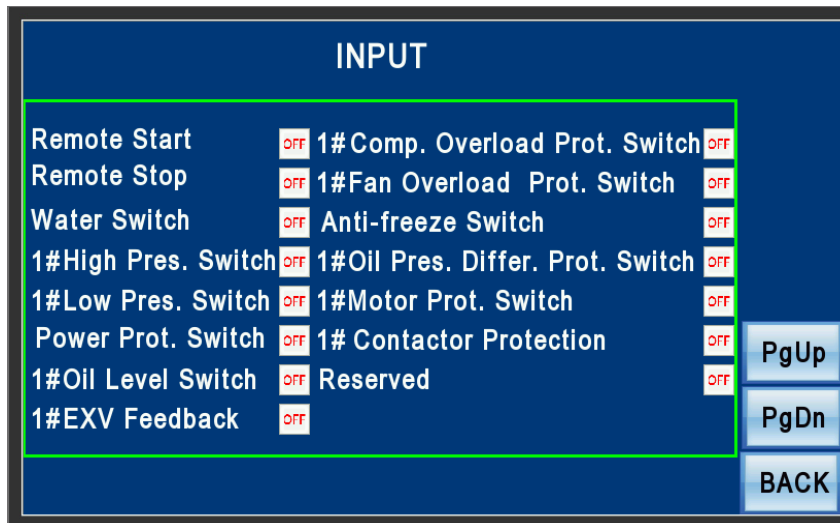 INPUT
Remote Start OFF 1#Comp. Overload Prot. Switch OFF
Remote Stop OFF 1#Fan Overload Prot. Switch OFF
Water Switch OFF Anti-freeze Switch OFF
1#High Pres. Switch OFF 1#Oil Pres. Differ. Prot. Switch OFF
1#Low Pres. Switch OFF 1#Motor Prot. Switch OFF
Power Prot. Switch OFF 1# Contactor Protection OFF
1#Oil Level Switch OFF Reserved OFF
1#EXV Feedback OFF
PgUp
PgDn
BACK